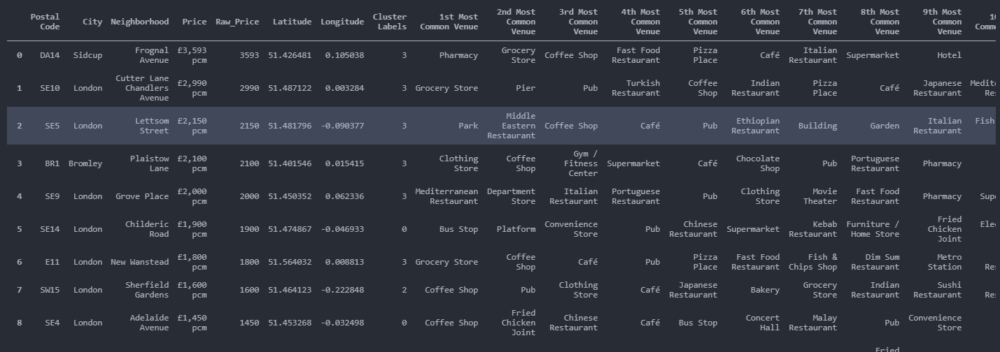 Postal Code City Neighborhood Price Raw_Price Latitude Longitude Cluster Labels 1st Most Common Venue 2nd Most Common Venue 3rd Most Common Venue 4th Most Common Venue 5th Most Common Venue 6th Most Common Venue 7th Most Common Venue 8th Most Common Venue 9th Most Common Venue
0 DA14 Sidcup Frognal Avenue £3,593 pcm 3593 51.426481 0.105038 3 Pharmacy Grocery Store Coffee Shop Fast Food Restaurant Pizza Place Café Italian Restaurant Supermarket Hotel
1 SE10 London Cutter Lane Chandlers Avenue £2,990 pcm 2990 51.487122 0.003284 3 Grocery Store Pier Pub Turkish Restaurant Coffee Shop Indian Restaurant Pizza Place Café Japanese Restaurant
2 SE5 London Lettsom Street £2,150 pcm 2150 51.481796 -0.090377 3 Park Middle Eastern Restaurant Coffee Shop Café Pub Ethiopian Restaurant Building Garden Italian Restaurant Fish
3 BR1 Bromley Plaistow Lane £2,100 pcm 2100 51.401546 0.015415 3 Clothing Store Coffee Shop Gym / Fitness Center Supermarket Café Chocolate Shop Pub Portuguese Restaurant Pharmacy
4 SE9 London Grove Place £2,000 pcm 2000 51.450352 0.062336 3 Mediterranean Restaurant Department Store Italian Restaurant Portuguese Restaurant Pub Clothing Store Movie Theater Fast Food Restaurant Pharmacy
5 SE14 London Childeric Road £1,900 pcm 1900 51.474867 -0.046933 0 Bus Stop Platform Convenience Store Pub Chinese Restaurant Supermarket Kebab Restaurant Furniture / Home Store Fried Chicken Joint
6 E11 London New Wanstead £1,800 pcm 1800 51.564032 0.008813 3 Grocery Store Coffee Shop Café Pub Pizza Place Fast Food Restaurant Fish & Chips Shop Dim Sum Restaurant Metro Station
7 SW15 London Sherfield Gardens £1,600 pcm 1600 51.464123 -0.222848 2 Coffee Shop Pub Clothing Store Café Japanese Restaurant Bakery Grocery Store Indian Restaurant Sushi Restaurant
8 SE4 London Adelaide Avenue £1,450 pcm 1450 51.453268 -0.032498 0 Coffee Shop Fried Chicken Joint Chinese Restaurant Café Bus Stop Concert Hall Malay Restaurant Pub Convenience Store
Fried